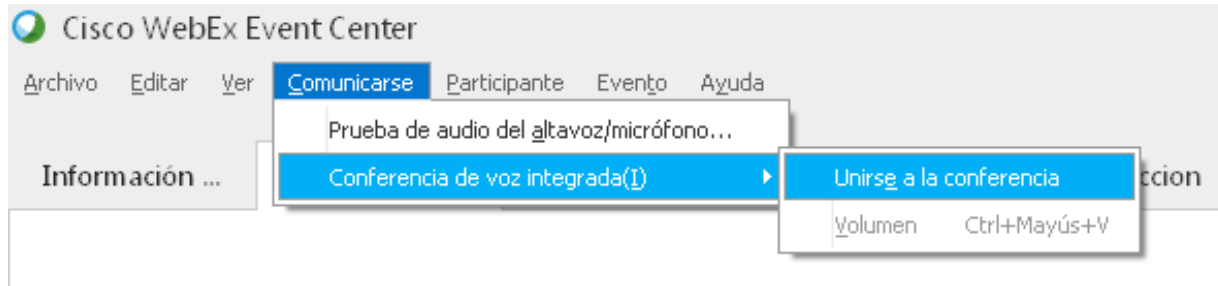 Cisco WebEx Event Center
Archivo Editar Ver Comunicarse Participante Evento Ayuda
Prueba de audio del altavoz/micrófono...
Información ...
Conferencia de voz integrada(I)
Unirse a la conferencia
ccion
Volumen Ctrl+Mayús+V